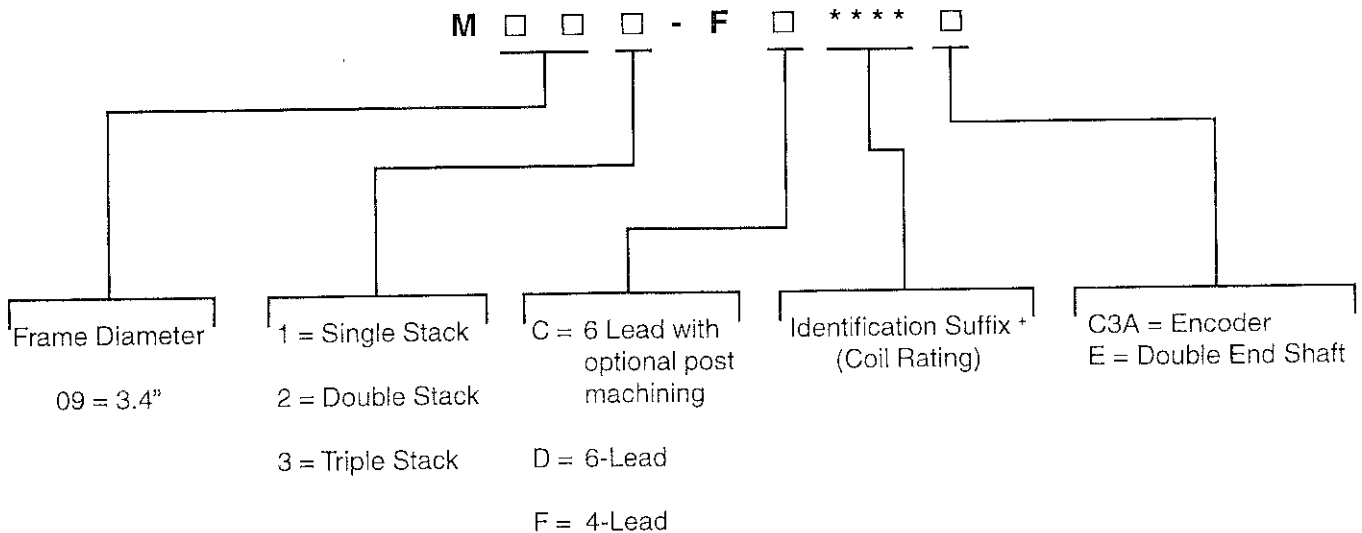 M □ □ □ - F □ **** □
Frame Diameter
09 = 3.4"
1 = Single Stack
2 = Double Stack
3 = Triple Stack
C = 6 Lead with
optional post
machining
D = 6-Lead
F = 4-Lead
Identification Suffix +
(Coil Rating)
C3A = Encoder
E = Double End Shaft